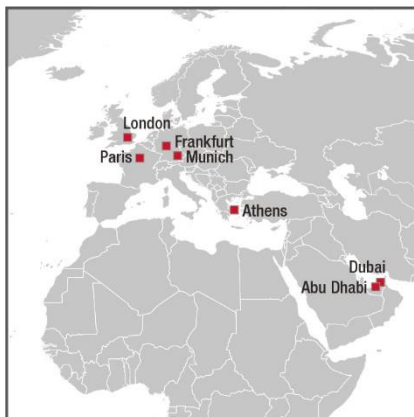 London
Frankfurt
Paris
Munich
Athens
Dubai
Abu Dhabi